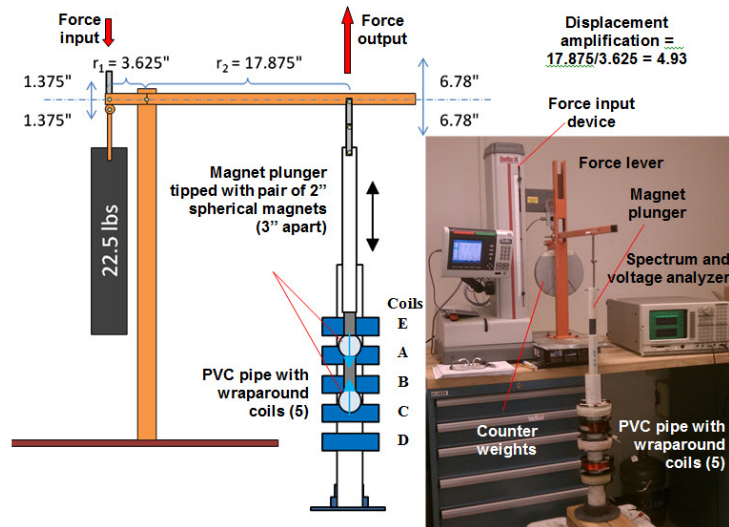 Force
input
Force
output
Displacement
amplification =
17.875/3.625 = 4.93
r1 = 3.625"
r2 = 17.875"
1.375"
1.375"
6.78"
6.78"
Force input
device
Force lever
Magnet
plunger
Spectrum and
voltage analyzer
Magnet plunger
tipped with pair of 2”
spherical magnets
(3” apart)
22.5 lbs
Coils
E
A
B
C
D
PVC pipe with
wraparound
coils (5)
Counter
weights
PVC pipe with
wraparound
coils (5)